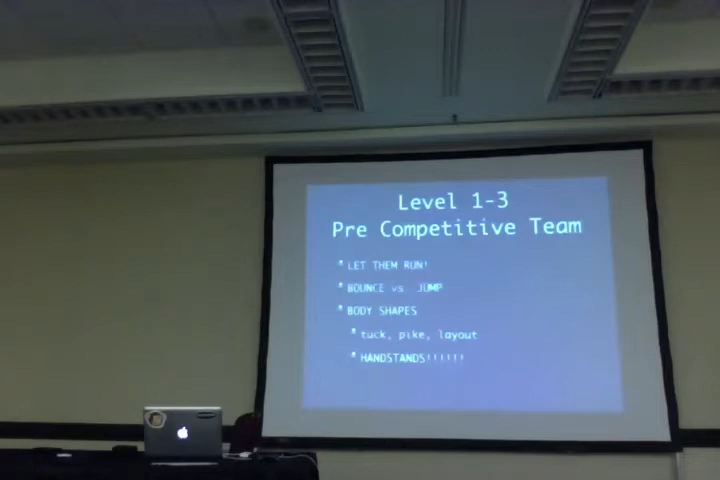 Level 1-3
Pre Competitive Team
LET THEM RUN!
BOUNCE vs JUMP
BODY SHAPES
tuck, pike, layout
HANDSTANDS!!!!!!